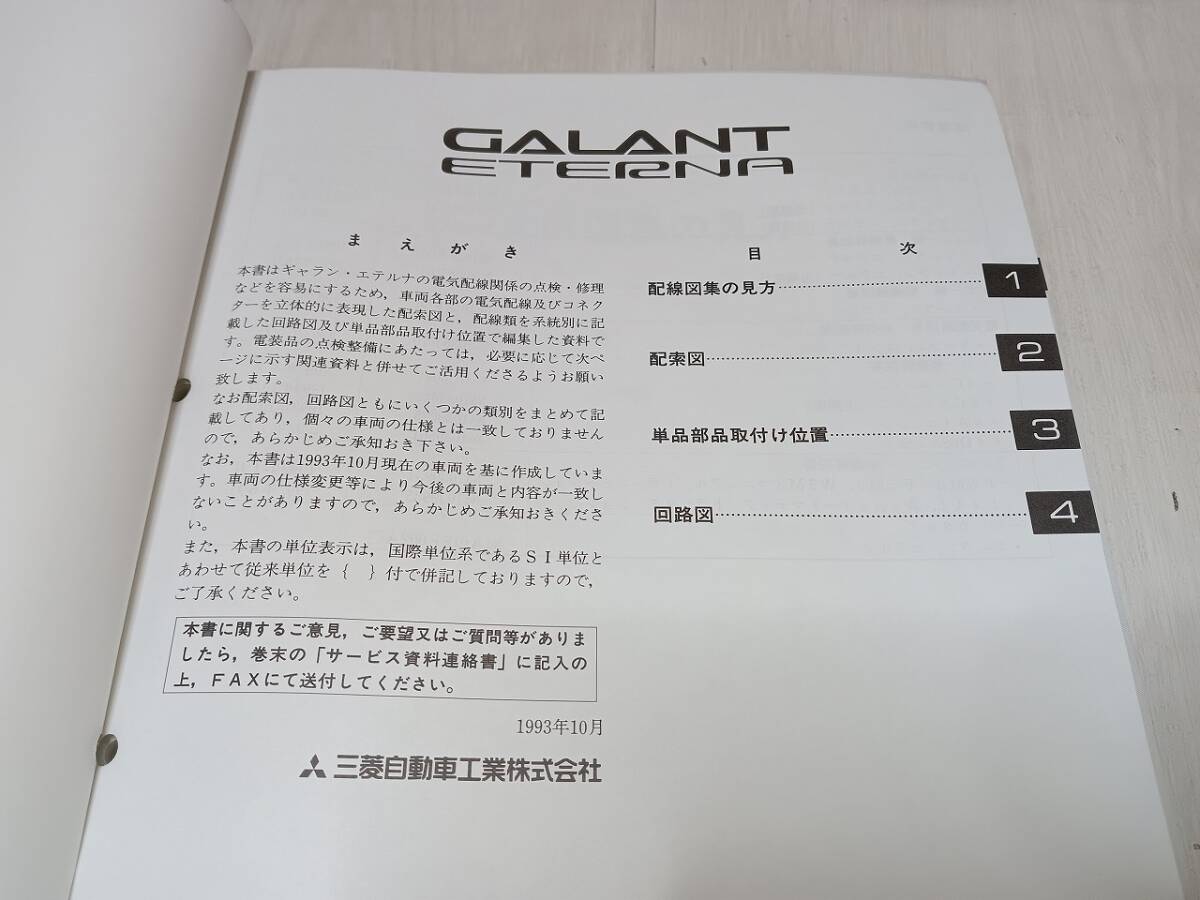 GALANT
ETERNA
まえがき
本書はギャラン・エテルナの電気配線関係の点検・修理
などを容易にするため，車両各部の電気配線及びコネク
ターを立体的に表現した配索図と，配線類を系統別に記
載した回路図及び単品部品取付け位置で編集した資料で
す。電装品の点検整備にあたっては，必要に応じて次ペ
ージに示す関連資料と併せてご活用くださるようお願い
致します。
なお配索図，回路図ともにいくつかの類別をまとめて記
載してあり，個々の車両の仕様とは一致しておりません
ので，あらかじめご承知おき下さい。
なお，本書は1993年10月現在の車両を基に作成していま
す。車両の仕様変更等により今後の車両と内容が一致し
ないことがありますので，あらかじめご承知おきくださ
い。
また，本書の単位表示は，国際単位系であるＳＩ単位と
あわせて従来単位を｛　｝付で併記しておりますので，
ご了承ください。
本書に関するご意見，ご要望又はご質問等がありま
したら，巻末の「サービス資料連絡書」に記入の
上，ＦＡＸにて送付してください。
1993年10月
三菱自動車工業株式会社
目次
配線図集の見方 1
配索図 2
単品部品取付け位置 3
回路図 4